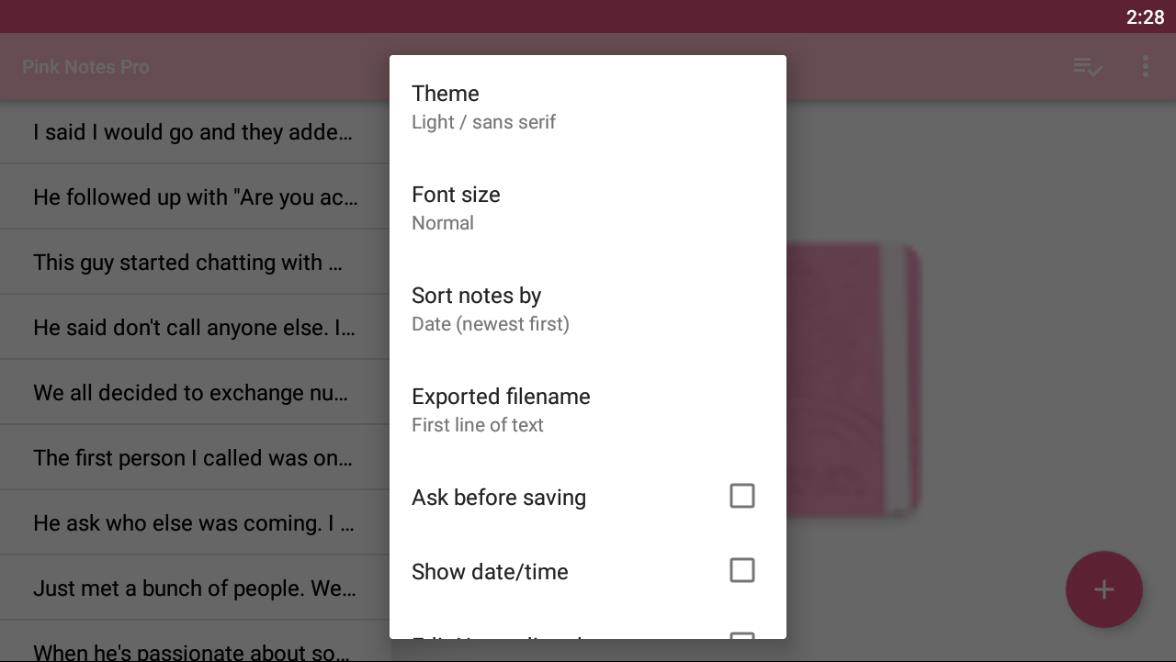 2:28
Pink Notes Pro
I said I would go and they adde...
He followed up with "Are you ac...
This guy started chatting with ...
He said don't call anyone else. I...
We all decided to exchange nu...
The first person I called was on...
He ask who else was coming. I ...
Just met a bunch of people. We...
When he's passionate about so...
Theme
Light / sans serif
Font size
Normal
Sort notes by
Date (newest first)
Exported filename
First line of text
Ask before saving
Show date/time